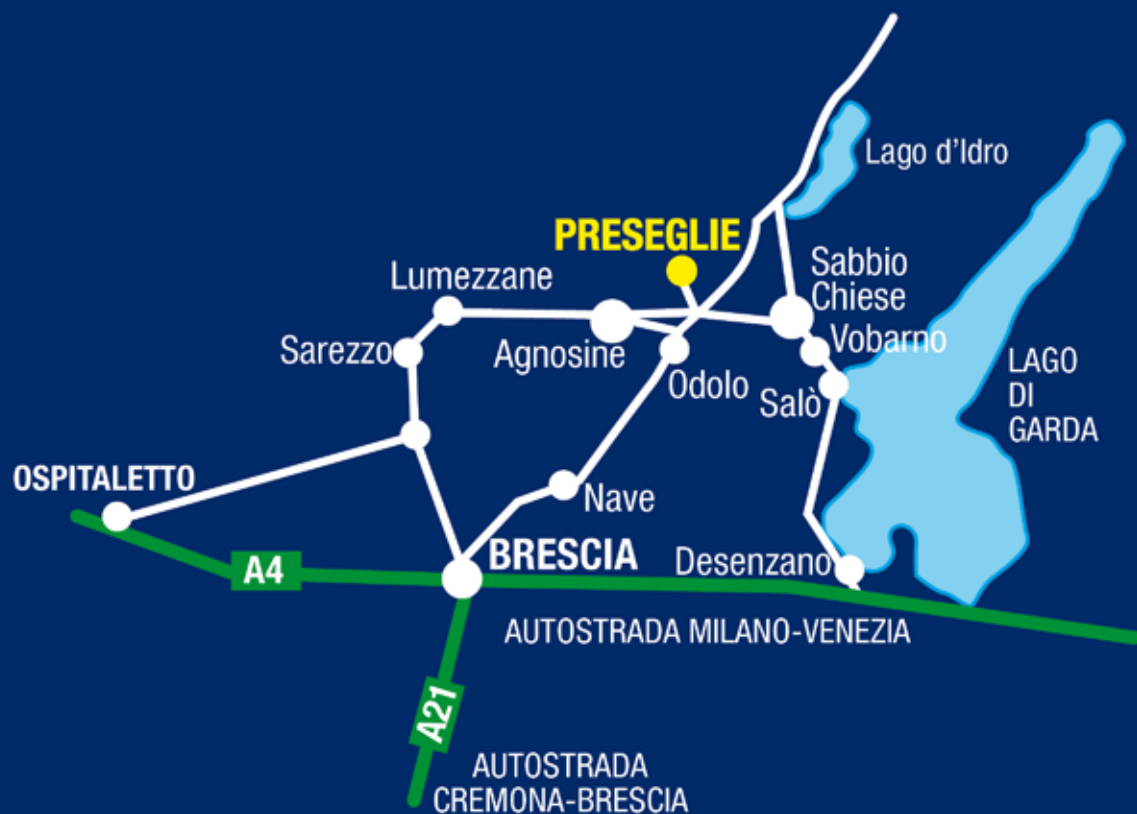 Lago d'Idro
PRESEGLIE
Lumezzane
Sabbio
Chiese
Sarezzo
Agnosine
Vobarno
Odolo
Salò
LAGO
DI
GARDA
OSPITALETTO
Nave
BRESCIA
Desenzano
A4
AUTOSTRADA MILANO-VENEZIA
A21
AUTOSTRADA
CREMONA-BRESCIA